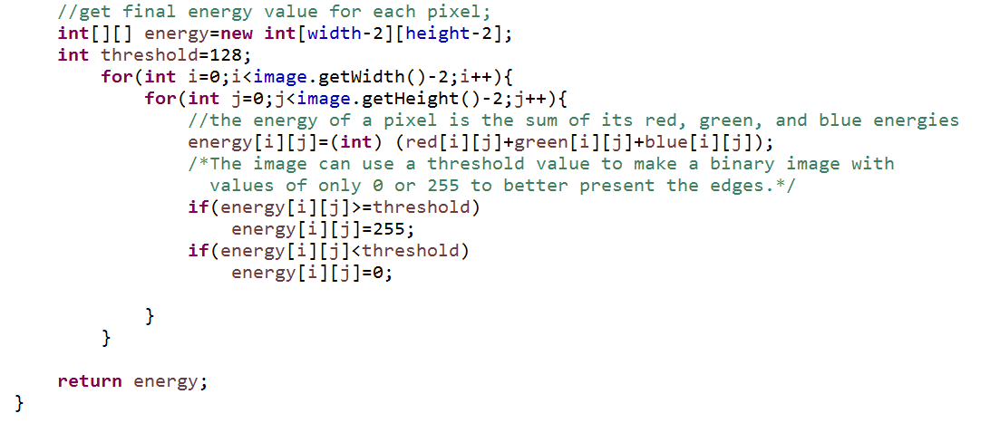 //get final energy value for each pixel;
int[][] energy=new int[width-2][height-2];
int threshold=128;
for(int i=0;i<image.getWidth()-2;i++){
for(int j=0;j<image.getHeight()-2;j++){
//the energy of a pixel is the sum of its red, green, and blue energies
energy[i][j]=(int) (red[i][j]+green[i][j]+blue[i][j]);
/*The image can use a threshold value to make a binary image with
values of only 0 or 255 to better present the edges.*/
if(energy[i][j]>=threshold)
energy[i][j]=255;
if(energy[i][j]<threshold)
energy[i][j]=0;
}
}
return energy;
}